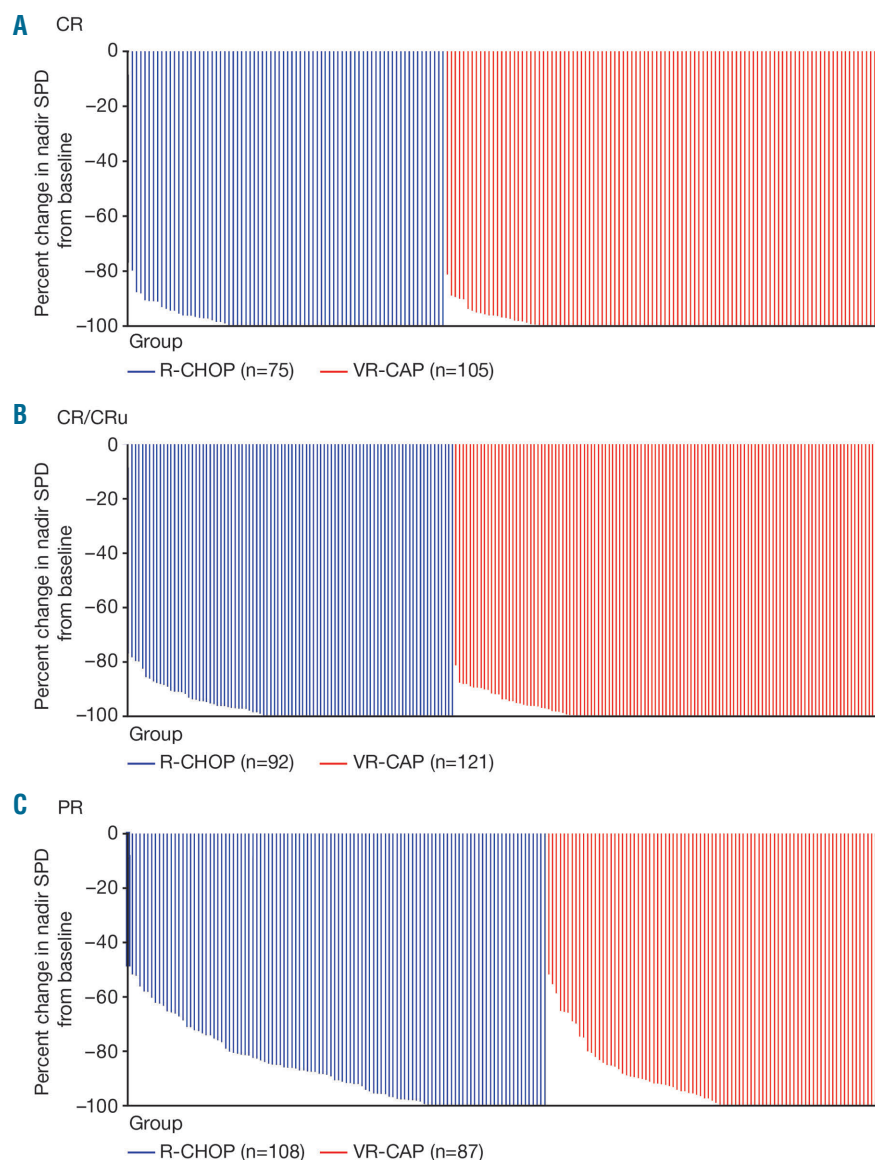 A CR
Percent change in nadir SPD
from baseline
0
−20
−40
−60
−80
−100
Group
R-CHOP (n=75) VR-CAP (n=105)
B CR/CRu
Percent change in nadir SPD
from baseline
0
−20
−40
−60
−80
−100
Group
R-CHOP (n=92) VR-CAP (n=121)
C PR
Percent change in nadir SPD
from baseline
0
−20
−40
−60
−80
−100
Group
R-CHOP (n=108) VR-CAP (n=87)